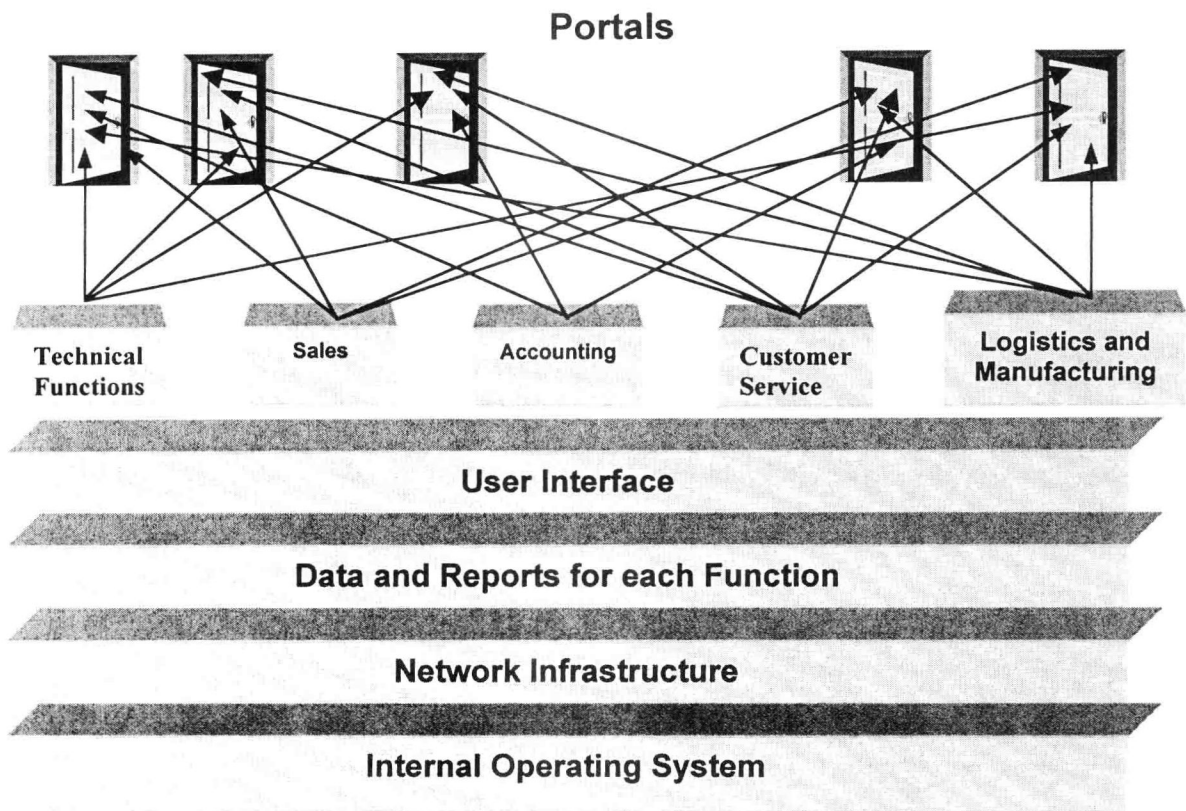 Portals
Technical
Functions
Sales
Accounting
Customer
Service
Logistics and
Manufacturing
User Interface
Data and Reports for each Function
Network Infrastructure
Internal Operating System